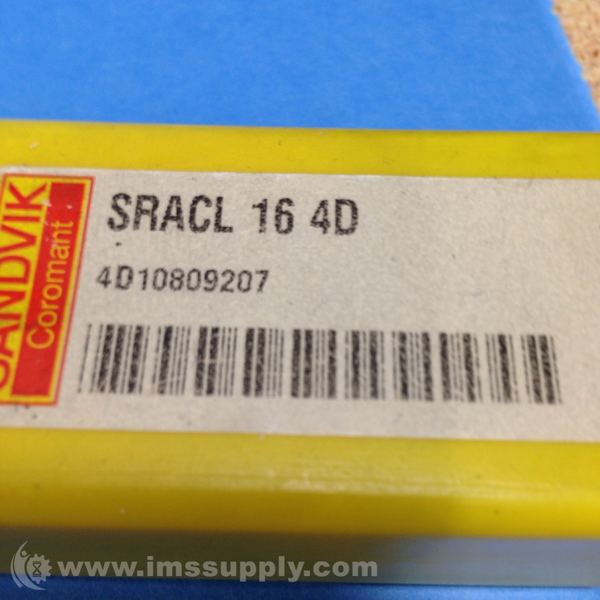 SANDVIK
Coromant
SRACL 16 4D
4D10809207
www.imssupply.com